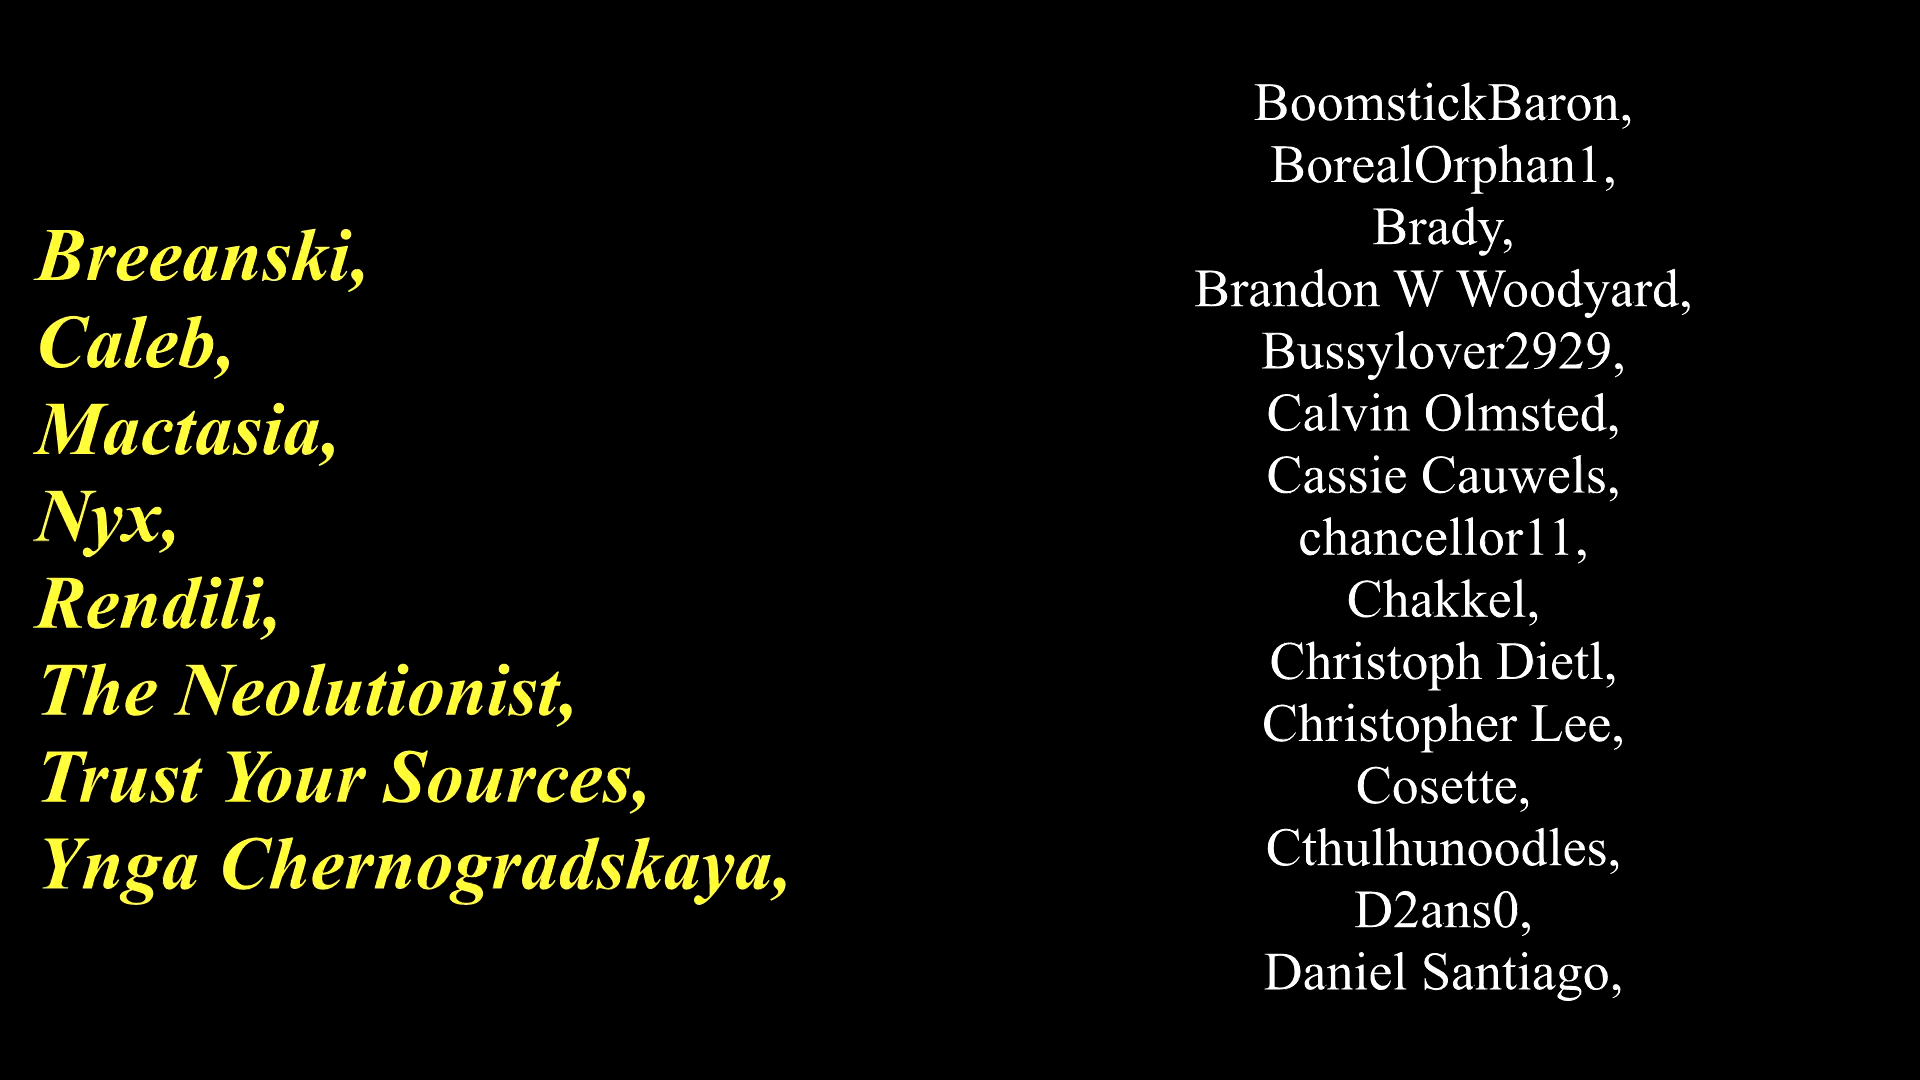 Breeanski,
Caleb,
Mactasia,
Nyx,
Rendili,
The Neolutionist,
Trust Your Sources,
Ynga Chernogradskaya,
BoomstickBaron,
BorealOrphan1,
Brady,
Brandon W Woodyard,
Bussylover2929,
Calvin Olmsted,
Cassie Cauwels,
chancellor11,
Chakkel,
Christoph Dietl,
Christopher Lee,
Cosette,
Cthulhunoodles,
D2ans0,
Daniel Santiago,